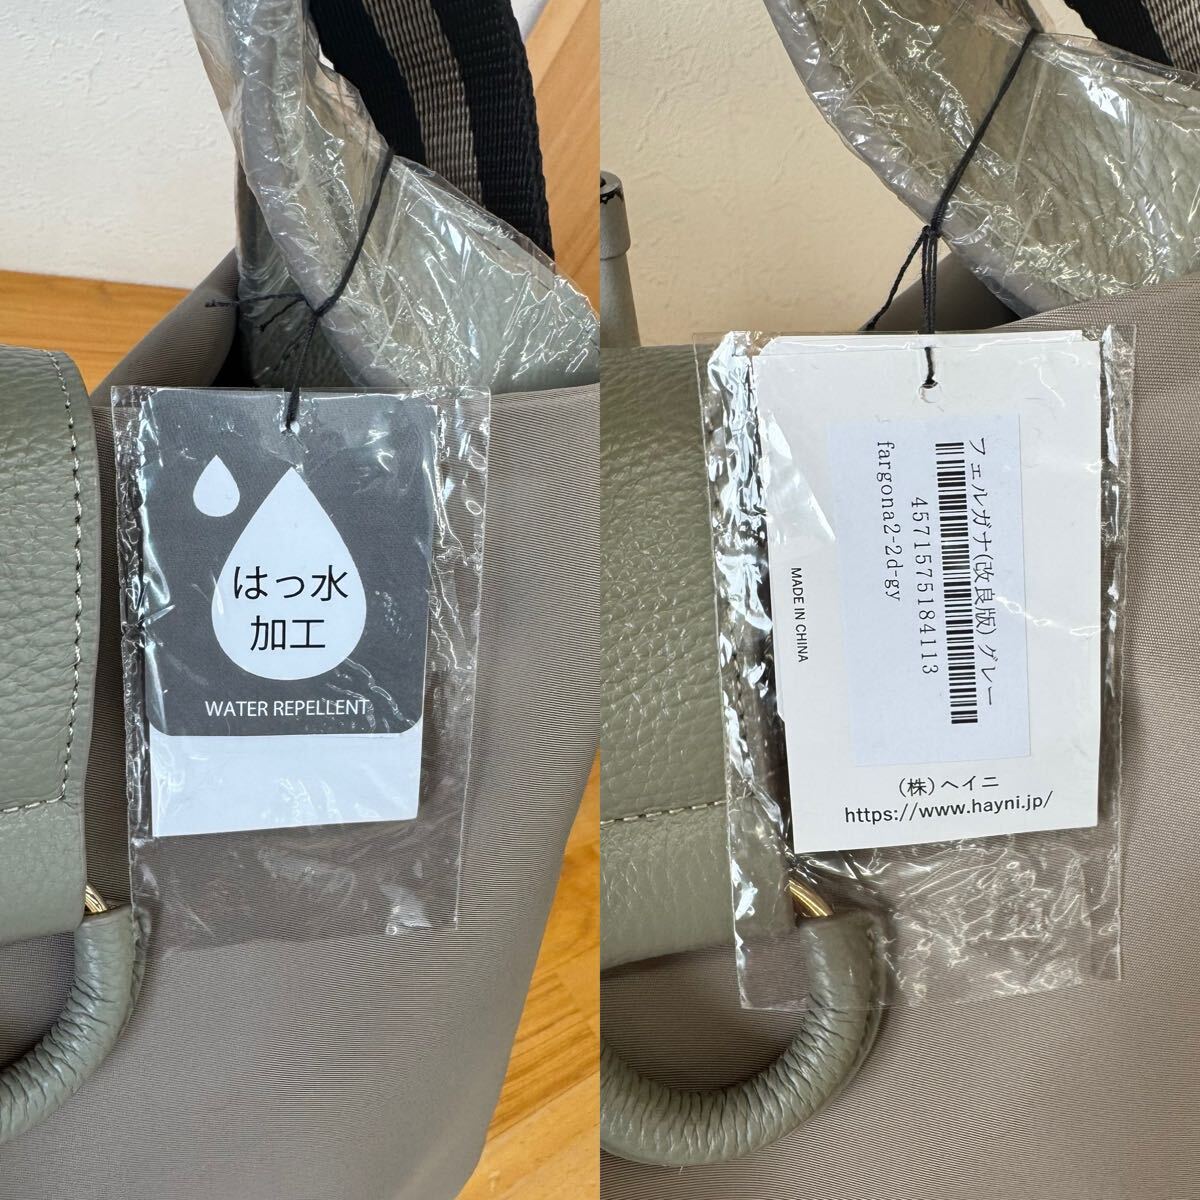 はっ水
加工
WATER REPELLENT
フェルガナ(改良版) グレー
4571575184113
fargona2-2d-gy
MADE IN CHINA
(株)ヘイニ
https://www.hayni.jp/